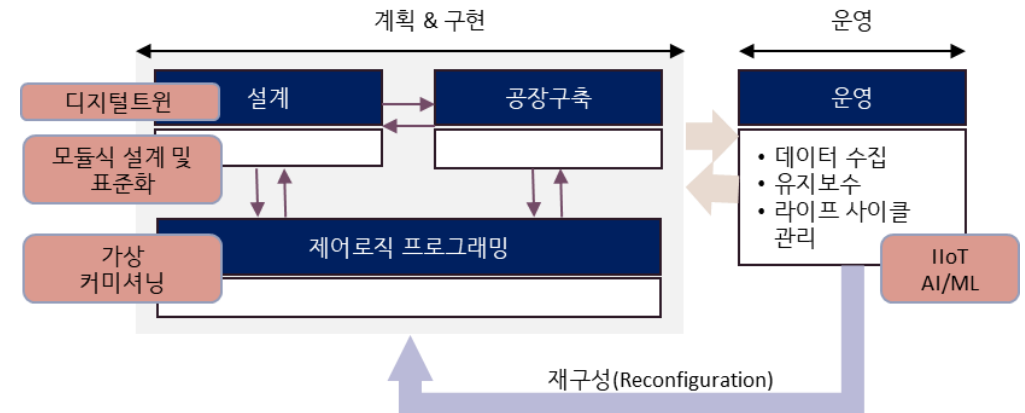 계획 & 구현
운영
디지털트윈
설계
공장구축
운영
모듈식 설계 및
표준화
• 데이터 수집
• 유지보수
• 라이프 사이클
관리
가상
커미셔닝
제어로직 프로그래밍
IIoT
AI/ML
재구성(Reconfiguration)